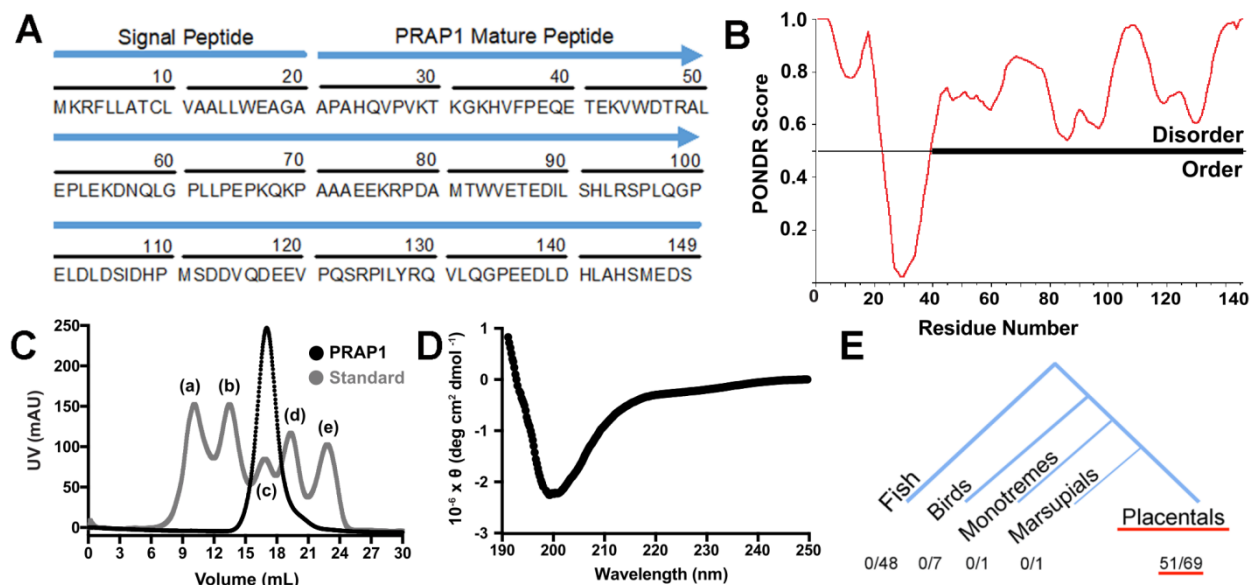 A
Signal Peptide
PRAP1 Mature Peptide
10 20 30 40 50
MKRFLLATCL VAALLWEAGA APAHQVPVKT KGKHVFPEQE TEKVWDTRAL
60 70 80 90 100
EPLEKDNQLG PLLPEPKQKP AAAEEKRPDA MTWVETEDIL SHLRSPLQGP
110 120 130 140 149
ELDLDSIDHP MSDDVQDEEV PQSRPILYRQ VLQGPEEDLD HLAHSMEDS
B
PONDR Score
1.0
0.8
0.6
0.4
0.2
Disorder
Order
0 20 40 60 80 100 120 140
Residue Number
C
UV (mAU)
250
200
150
100
50
0
PRAP1
Standard
(a) (b) (c) (d) (e)
0 3 6 9 12 15 18 21 24 27 30
Volume (mL)
D
10⁻⁶ x θ (deg cm² dmol ⁻¹)
1
0
-1
-2
-3
190 200 210 220 230 240 250
Wavelength (nm)
E
Fish
Birds
Monotremes
Marsupials
Placentals
0/48 0/7 0/1 0/1 51/69